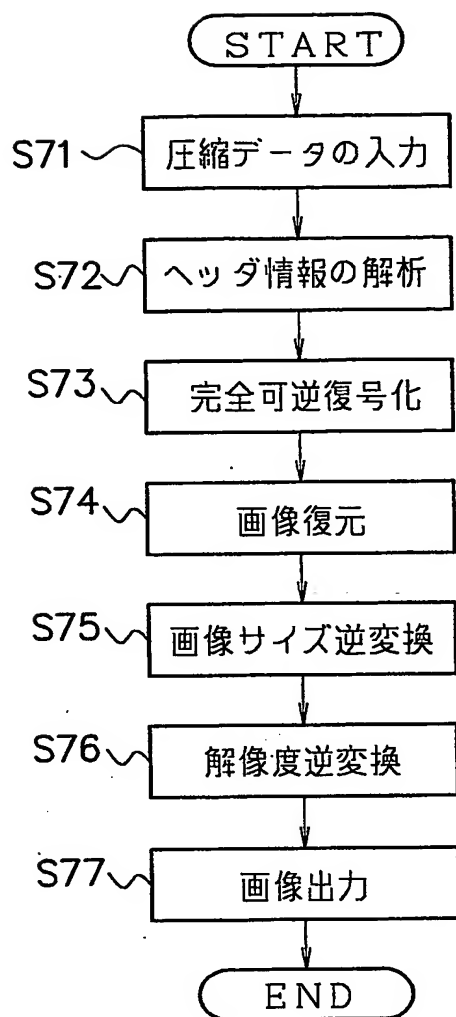 START
S71 圧縮データの入力
S72 ヘッダ情報の解析
S73 完全可逆復号化
S74 画像復元
S75 画像サイズ逆変換
S76 解像度逆変換
S77 画像出力
END